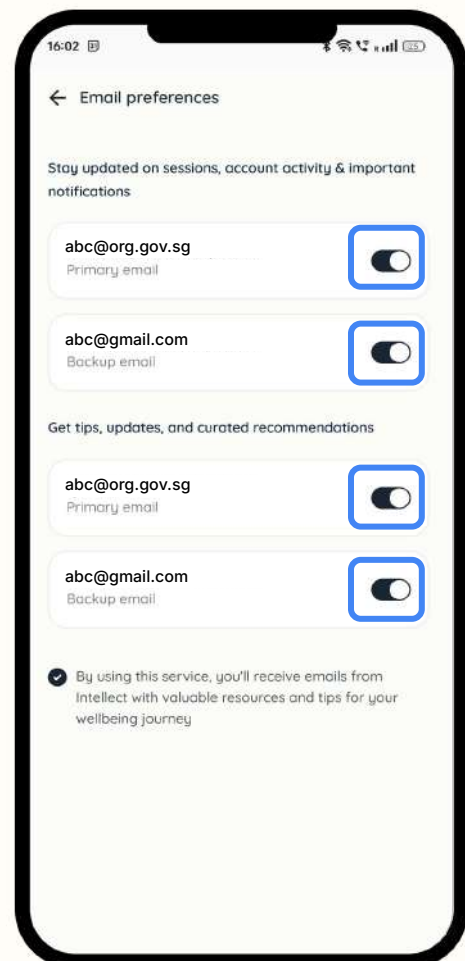 16:02
Email preferences
Stay updated on sessions, account activity & important
notifications
abc@org.gov.sg
Primary email
abc@gmail.com
Backup email
Get tips, updates, and curated recommendations
abc@org.gov.sg
Primary email
abc@gmail.com
Backup email
By using this service, you'll receive emails from
Intellect with valuable resources and tips for your
wellbeing journey